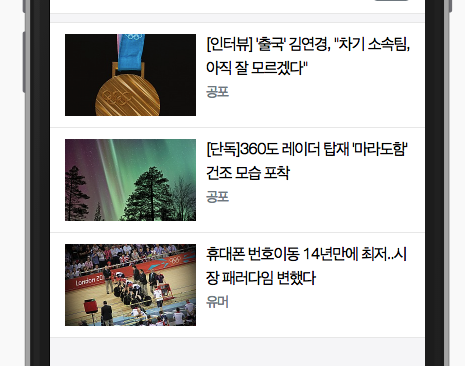 [인터뷰] '출국' 김연경, "차기 소속팀,
아직 잘 모르겠다"
공포
[단독]360도 레이더 탑재 '마라도함'
건조 모습 포착
공포
London 20
휴대폰 번호이동 14년만에 최저..시
장 패러다임 변했다
유머